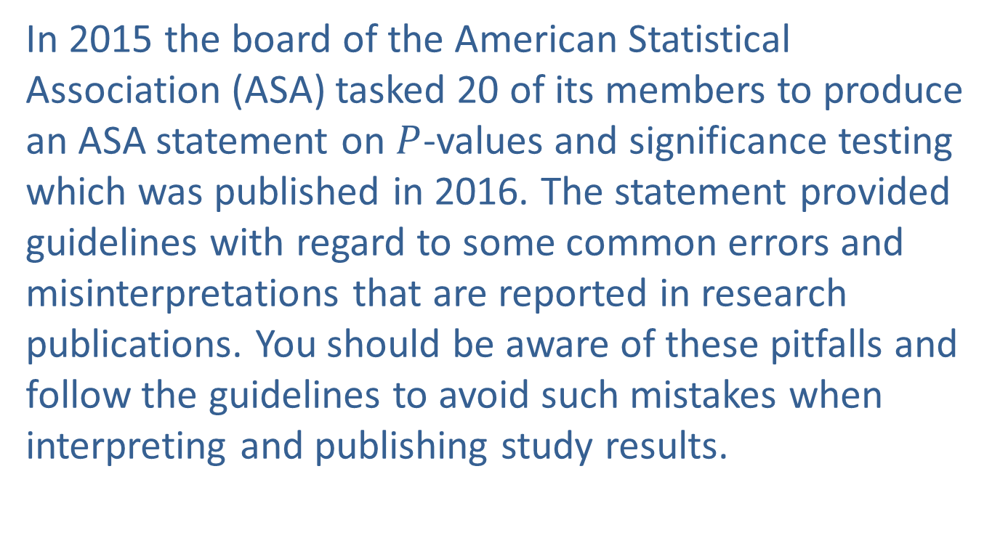 In 2015 the board of the American Statistical
Association (ASA) tasked 20 of its members to produce
an ASA statement on P-values and significance testing
which was published in 2016. The statement provided
guidelines with regard to some common errors and
misinterpretations that are reported in research
publications. You should be aware of these pitfalls and
follow the guidelines to avoid such mistakes when
interpreting and publishing study results.